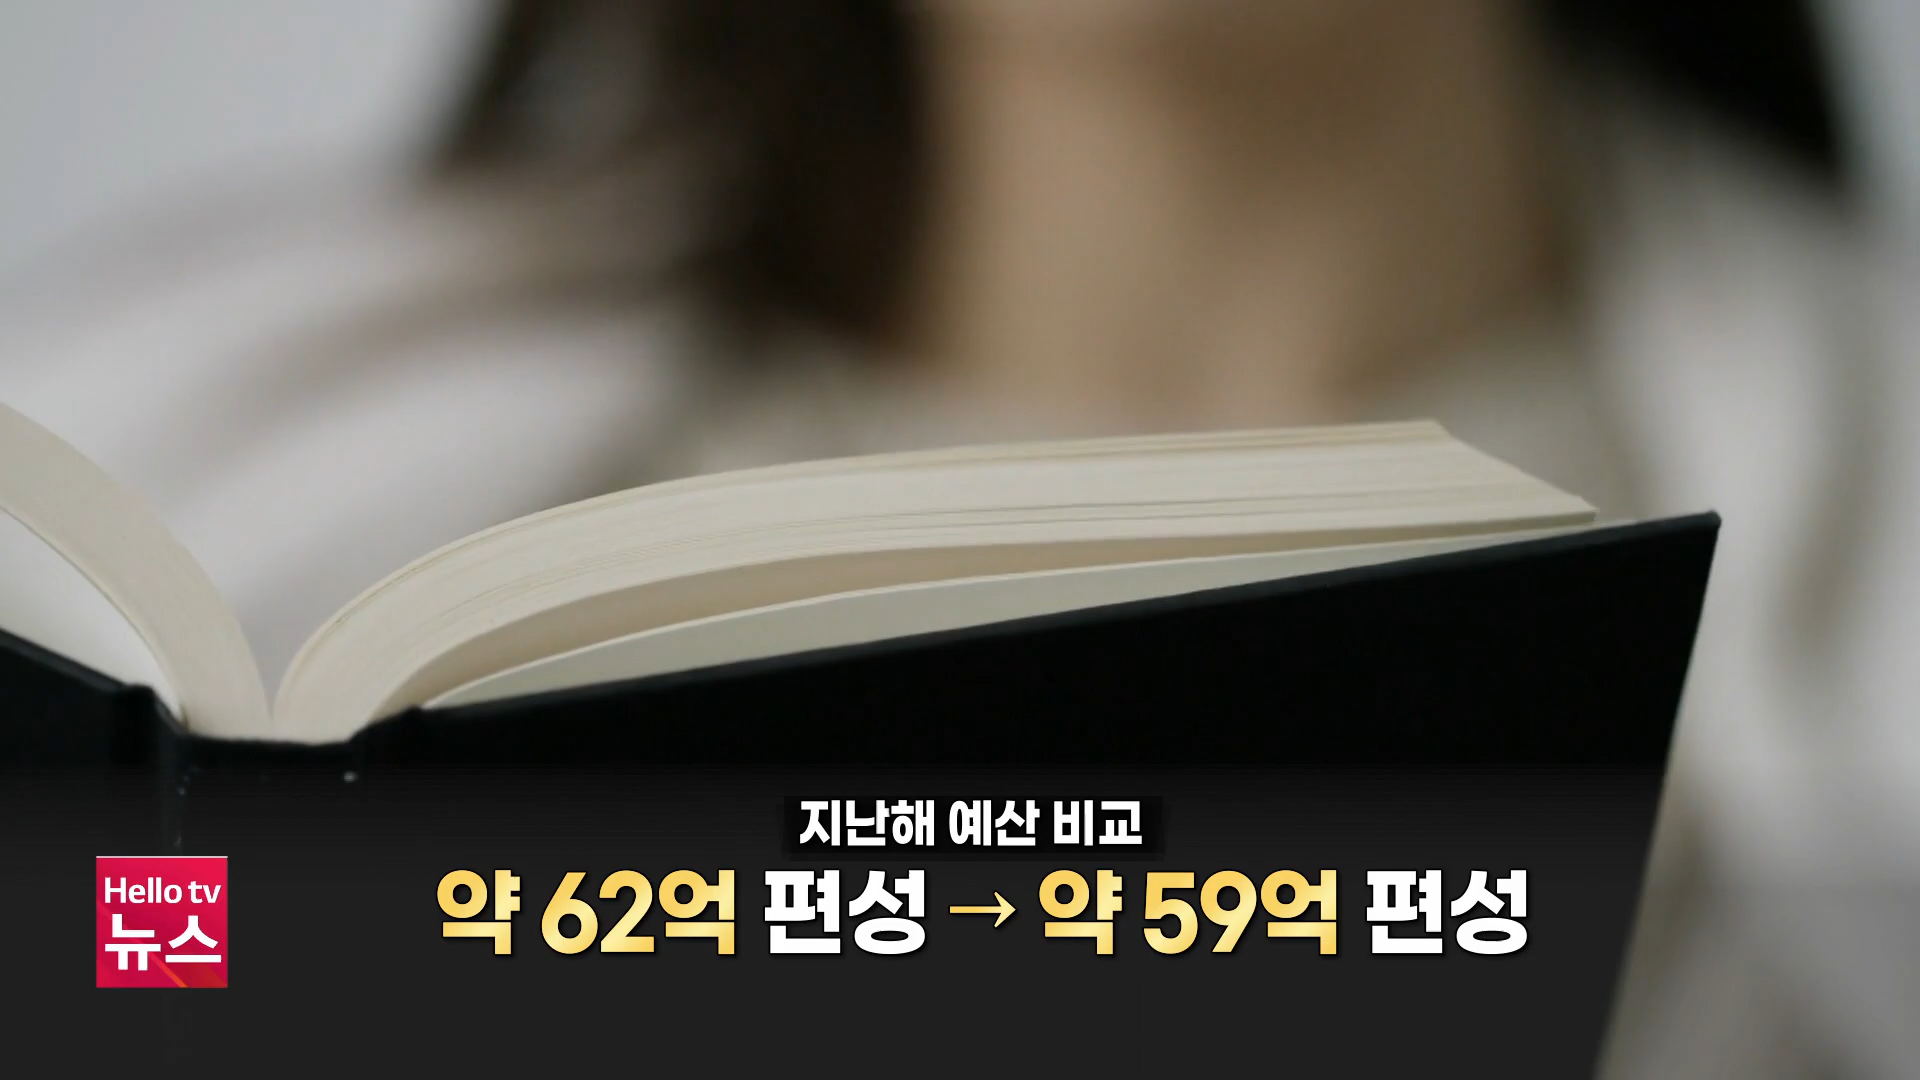 지난해 예산 비교
약 62억 편성 → 약 59억 편성
Hello tv
뉴스